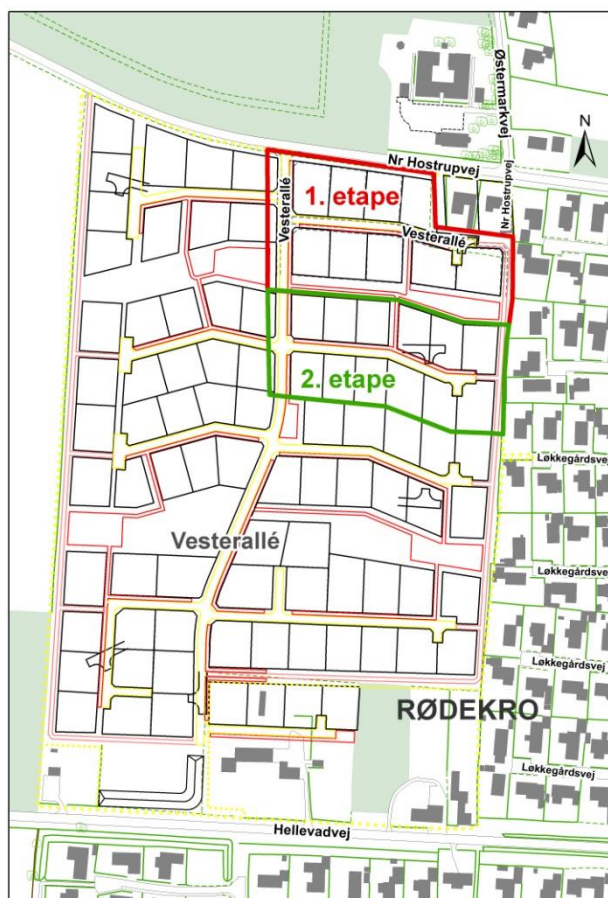 Østermarkvej
N
Nr Hostrupvej
Nr Hostrupvej
1. etape
Vesterallé
Vesterallé
2. etape
Løkkegårdsvej
Vesterallé
Løkkegårdsvej
Løkkegårdsvej
RØDEKRO
Løkkegårdsvej
Hellevadvej